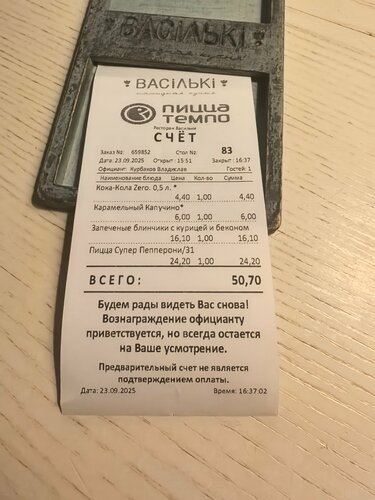 ВАСІЛЬКІ
ВАСІЛЬКІ
ПИЦЦА
ТЕМПО
Ресторан Васильки
СЧЁТ
Заказ №: 659852 Стол №: 83
Дата: 23.09.2025 Открыт: 15:51 Закрыт: 16:37
Официант: Курбаков Владислав Гостей: 1
Наименование блюда Цена Кол-во Сумма
Коха-Кола Zero. 0,5 л. *
4,40 1,00 4,40
Карамельный Капучино*
6,00 1,00 6,00
Запеченые блинчики с курицей и беконом
16,10 1,00 16,10
Пицца Супер Пепперони/31
24,20 1,00 24,20
ВСЕГО: 50,70
Будем рады видеть Вас снова!
Вознаграждение официанту
приветствуется, но всегда остается
на Ваше усмотрение.
Предварительный счет не является
подтверждением оплаты.
Дата: 23.09.2025 Время: 16:37:02